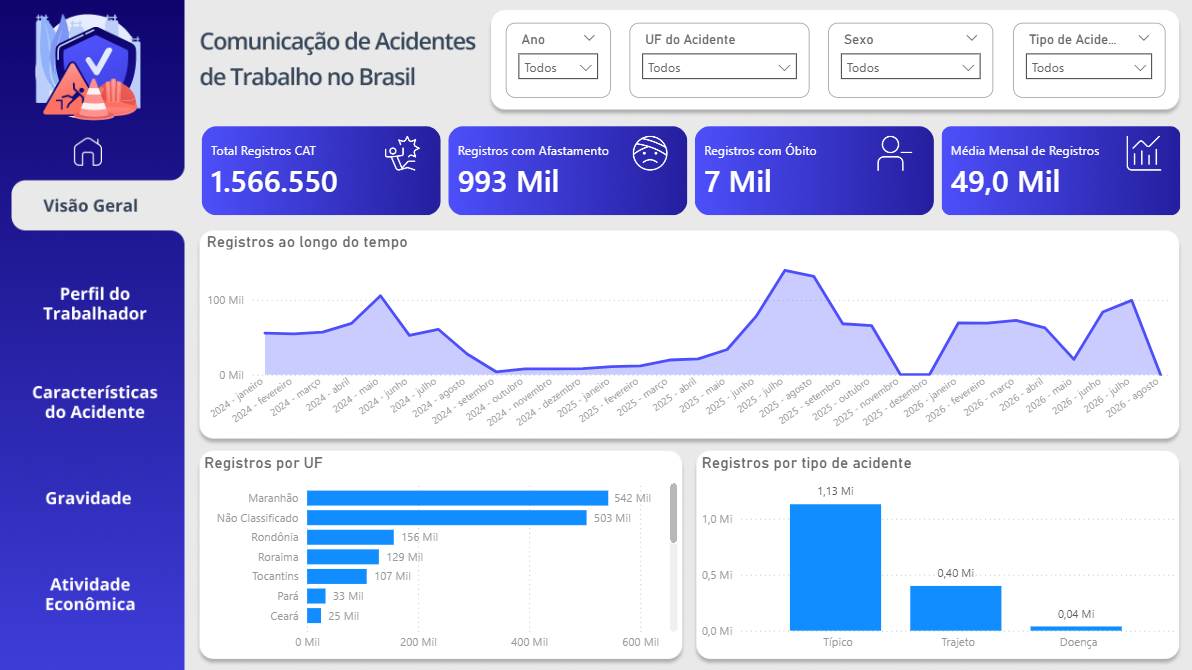 Comunicação de Acidentes
de Trabalho no Brasil
Ano
Todos
UF do Acidente
Todos
Sexo
Todos
Tipo de Acide...
Todos
Visão Geral
Perfil do
Trabalhador
Características
do Acidente
Gravidade
Atividade
Econômica
Total Registros CAT
1.566.550
Registros com Afastamento
993 Mil
Registros com Óbito
7 Mil
Média Mensal de Registros
49,0 Mil
Registros ao longo do tempo
100 Mil
0 Mil
2024 - janeiro
2024 - fevereiro
2024 - março
2024 - abril
2024 - maio
2024 - junho
2024 - julho
2024 - agosto
2024 - setembro
2024 - outubro
2024 - novembro
2024 - dezembro
2025 - janeiro
2025 - fevereiro
2025 - março
2025 - abril
2025 - maio
2025 - junho
2025 - julho
2025 - agosto
2025 - setembro
2025 - outubro
2025 - novembro
2025 - dezembro
2026 - janeiro
2026 - fevereiro
2026 - março
2026 - abril
2026 - maio
2026 - junho
2026 - julho
2026 - agosto
Registros por UF
Maranhão 542 Mil
Não Classificado 503 Mil
Rondônia 156 Mil
Roraima 129 Mil
Tocantins 107 Mil
Pará 33 Mil
Ceará 25 Mil
0 Mil 200 Mil 400 Mil 600 Mil
Registros por tipo de acidente
1,13 Mi
1,0 Mi
0,40 Mi
0,5 Mi
0,04 Mi
0,0 Mi
Típico Trajeto Doença